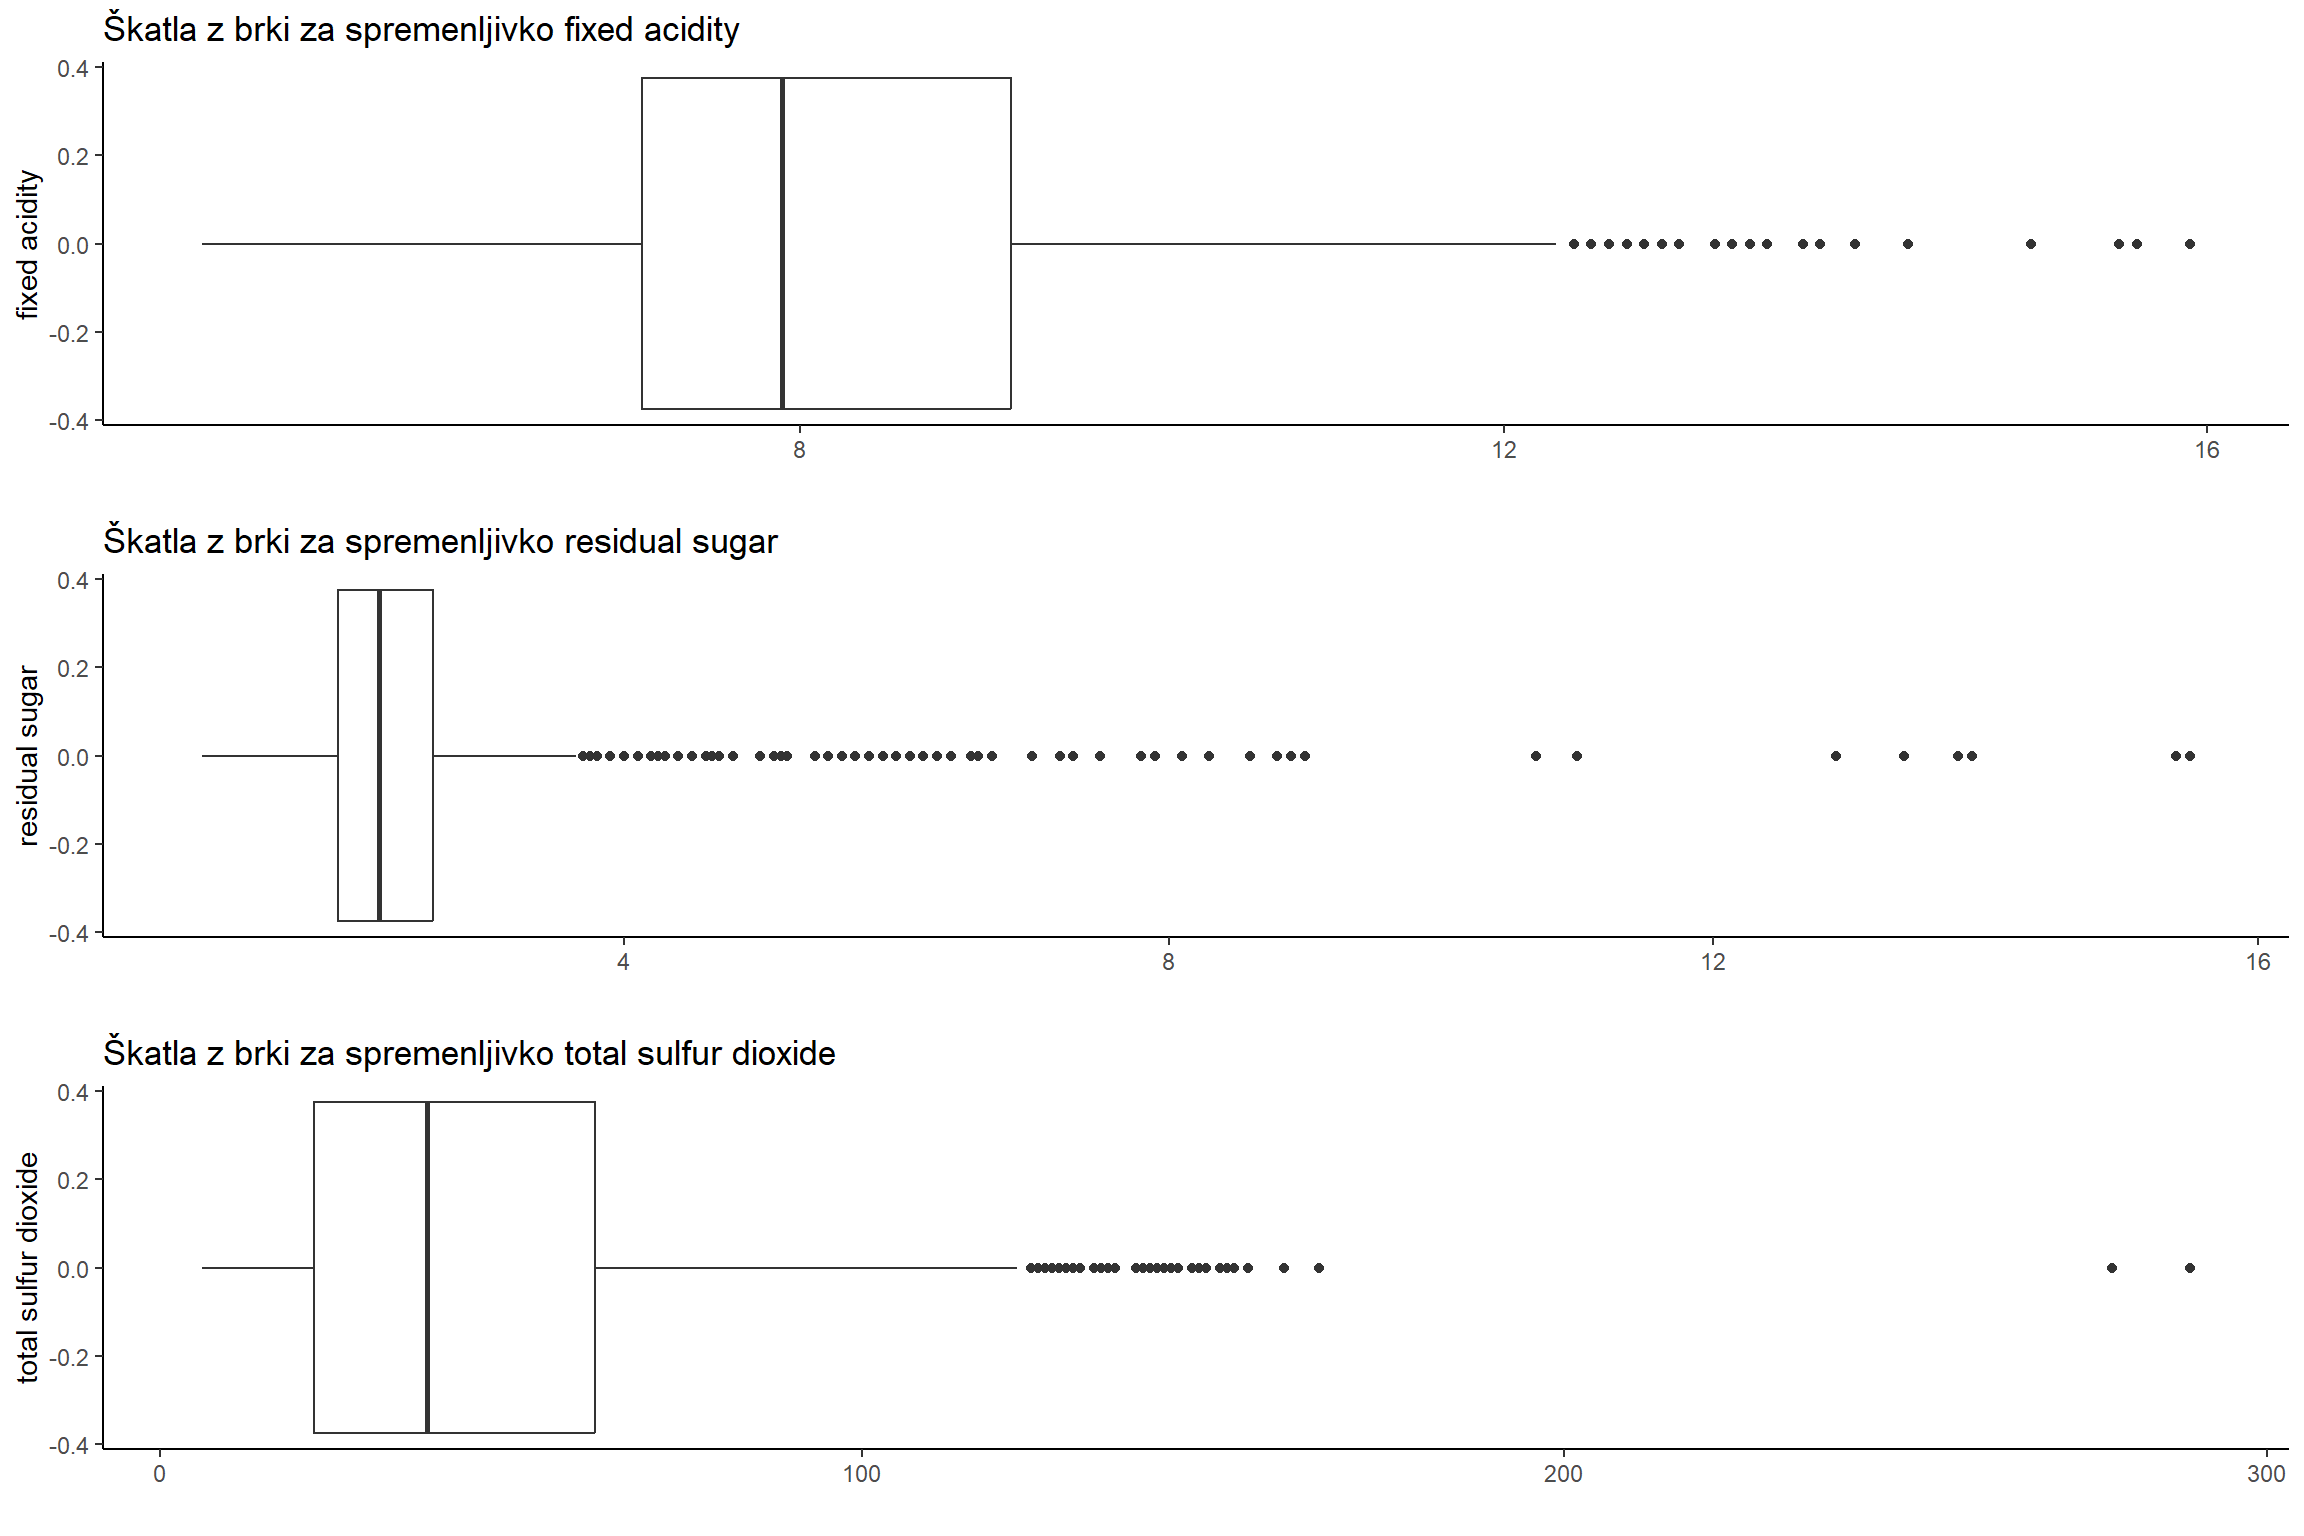 Škatla z brki za spremenljivko fixed acidity
fixed acidity
0.4
0.2
0.0
-0.2
-0.4
8 12 16
Škatla z brki za spremenljivko residual sugar
residual sugar
0.4
0.2
0.0
-0.2
-0.4
4 8 12 16
Škatla z brki za spremenljivko total sulfur dioxide
total sulfur dioxide
0.4
0.2
0.0
-0.2
-0.4
0 100 200 300